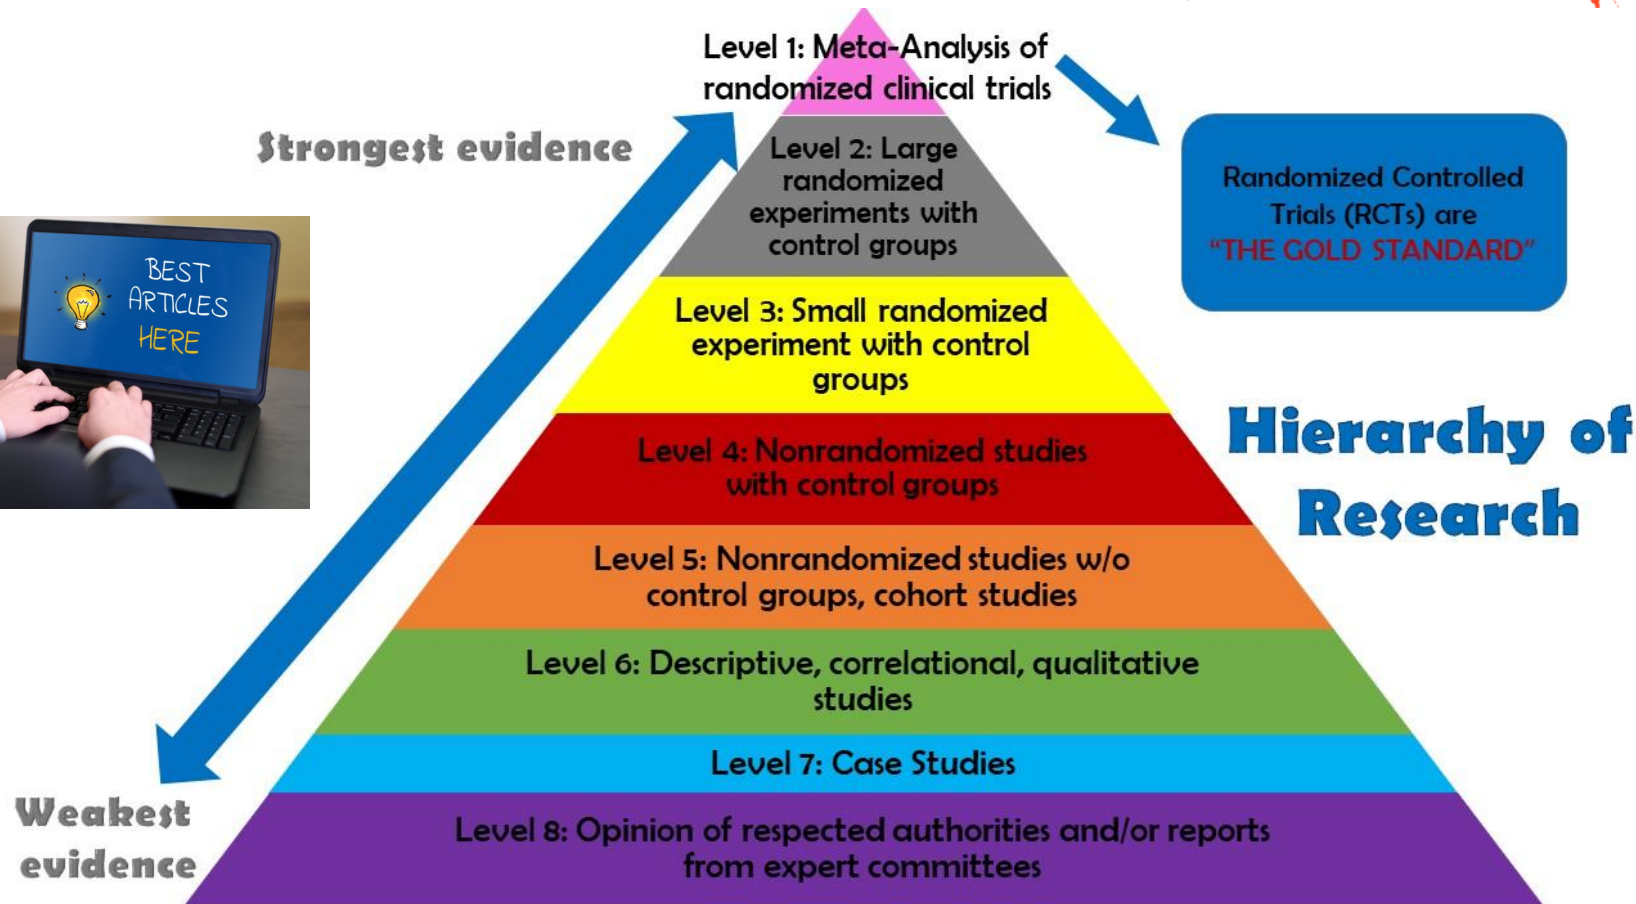 Level 1: Meta-Analysis of
randomized clinical trials
Strongest evidence
Level 2: Large
randomized
experiments with
control groups
Randomized Controlled
Trials (RCTs) are
“THE GOLD STANDARD”
BEST
ARTICLES
HERE
Level 3: Small randomized
experiment with control
groups
Hierarchy of
Research
Level 4: Nonrandomized studies
with control groups
Level 5: Nonrandomized studies w/o
control groups, cohort studies
Level 6: Descriptive, correlational, qualitative
studies
Level 7: Case Studies
Weakest
evidence
Level 8: Opinion of respected authorities and/or reports
from expert committees